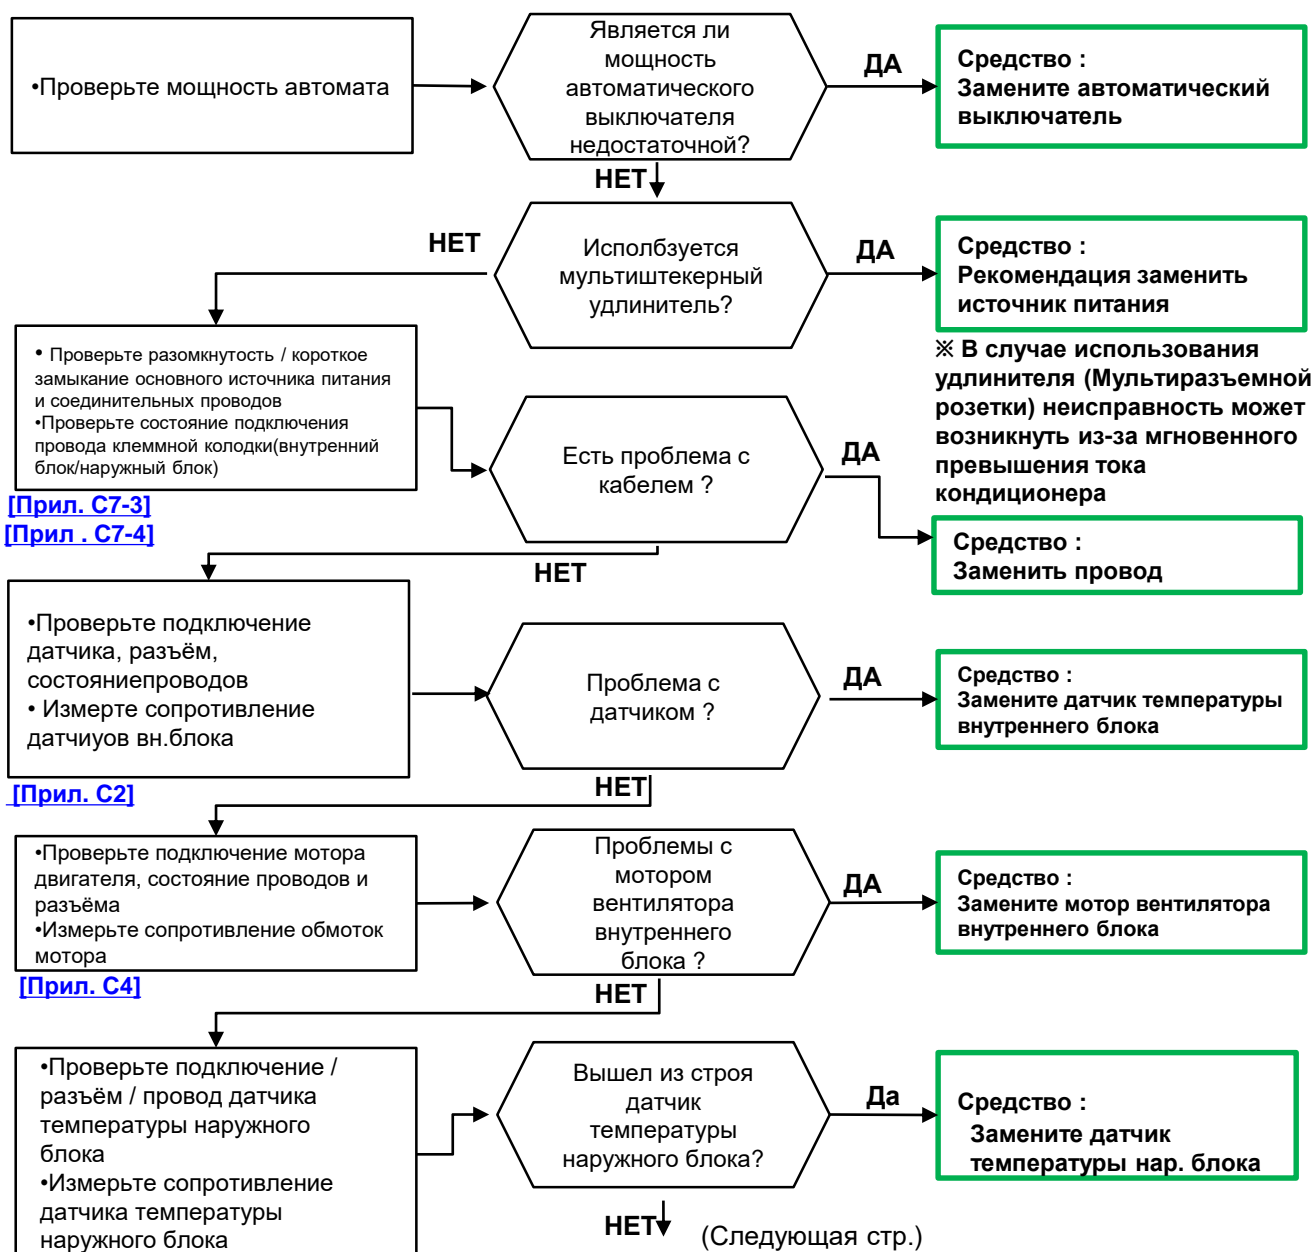 •Проверьте мощность автомата
Является ли
мощность
автоматического
выключателя
недостаточной?
ДА
Средство :
Замените автоматический
выключатель
НЕТ
Исползуется
мультиштекерный
удлинитель?
НЕТ
ДА
Средство :
Рекомендация заменить
источник питания
※ В случае использования
удлинителя (Мультиразъемной
розетки) неисправность может
возникнуть из-за мгновенного
превышения тока
кондиционера
• Проверьте разомкнутость / короткое
замыкание основного источника питания
и соединительных проводов
•Проверьте состояние подключения
провода клеммной колодки(внутренний
блок/наружный блок)
[Прил. С7-3]
[Прил . С7-4]
Есть проблема с
кабелем ?
ДА
Средство :
Заменить провод
НЕТ
•Проверьте подключение
датчика, разъём,
состояниепроводов
• Измерте сопротивление
датчиуов вн.блока
[Прил. С2]
Проблема с
датчиком ?
ДА
Средство :
Замените датчик температуры
внутреннего блока
НЕТ
•Проверьте подключение мотора
двигателя, состояние проводов и
разъёма
•Измерьте сопротивление обмоток
мотора
[Прил. С4]
Проблемы с
мотором
вентилятора
внутреннего
блока ?
ДА
Средство :
Замените мотор вентилятора
внутреннего блока
НЕТ
•Проверьте подключение /
разъём / провод датчика
температуры наружного
блока
•Измерьте сопротивление
датчика температуры
наружного блока
Вышел из строя
датчик
температуры
наружного блока?
Да
Средство :
Замените датчик
температуры нар. блока
НЕТ
(Следующая стр.)